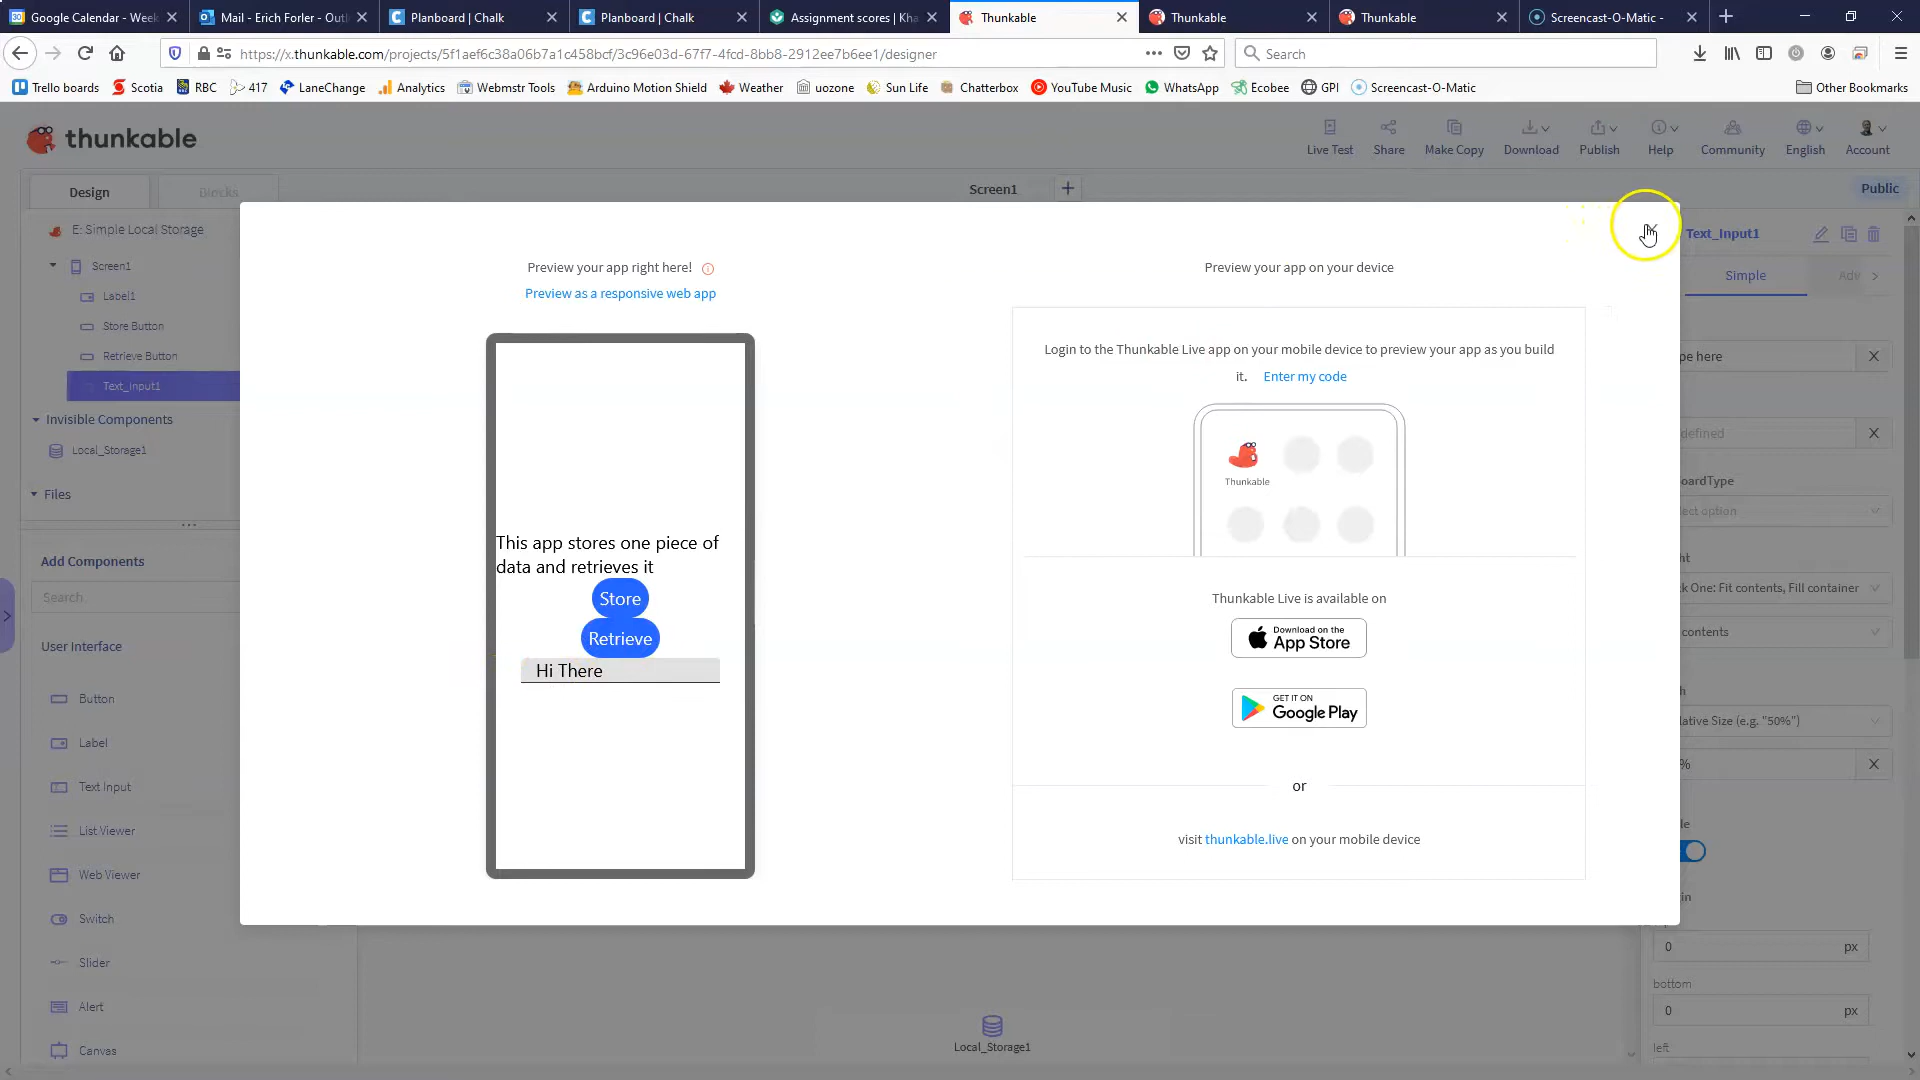 Google Calendar - Week
Mail - Erich Forler - Out
Planboard | Chalk
Planboard | Chalk
Assignment scores | Kha
Thunkable
Thunkable
Thunkable
Screencast-O-Matic -
https://x.thunkable.com/projects/5f1aef6c38a06b7a1c458bcf/3c96e03d-67f7-4fcd-8bb8-2912ee7b6ee1/designer
Search
Trello boards
Scotia
RBC
417
LaneChange
Analytics
Webmstr Tools
Arduino Motion Shield
Weather
uozone
Sun Life
Chatterbox
YouTube Music
WhatsApp
Ecobee
GPI
Screencast-O-Matic
Other Bookmarks
thunkable
Live Test
Share
Make Copy
Download
Publish
Help
Community
English
Account
Design
Blocks
Screen1
Public
E: Simple Local Storage
Screen1
Label1
Store Button
Retrieve Button
Text_Input1
Invisible Components
Local_Storage1
Files
Add Components
Search
User Interface
Button
Label
Text Input
List Viewer
Web Viewer
Switch
Slider
Alert
Canvas
Preview your app right here!
Preview as a responsive web app
This app stores one piece of
data and retrieves it
Store
Retrieve
Hi There
Preview your app on your device
Login to the Thunkable Live app on your mobile device to preview your app as you build
it. Enter my code
Thunkable
Thunkable Live is available on
Download on the
App Store
GET IT ON
Google Play
or
visit thunkable.live on your mobile device
Local_Storage1
Text_Input1
Simple
Adv
pe here
defined
oardType
lect option
ht
k One: Fit contents, Fill container
contents
h
lative Size (e.g. "50%")
%
le
in
0 px
bottom
0 px
left